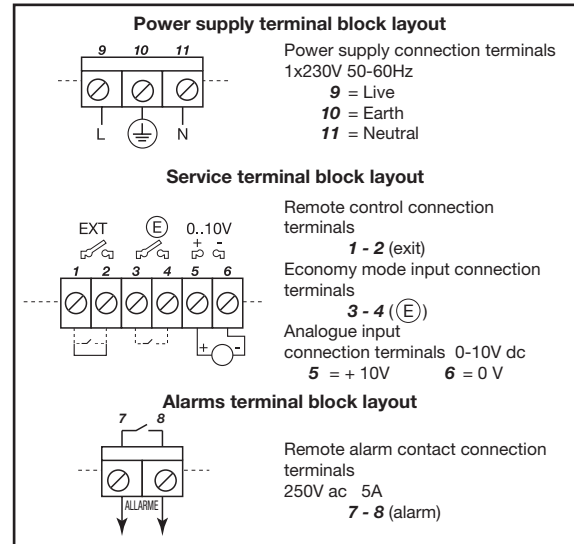 Power supply terminal block layout
9 10 11
L N
Power supply connection terminals
1x230V 50-60Hz
9 = Live
10 = Earth
11 = Neutral
Service terminal block layout
EXT E 0..10V
+ -
1 2 3 4 5 6
+ -
Remote control connection
terminals
1 - 2 (exit)
Economy mode input connection
terminals
3 - 4 (E)
Analogue input
connection terminals 0-10V dc
5 = + 10V 6 = 0 V
Alarms terminal block layout
7 8
ALLARME
Remote alarm contact connection
terminals
250V ac 5A
7 - 8 (alarm)